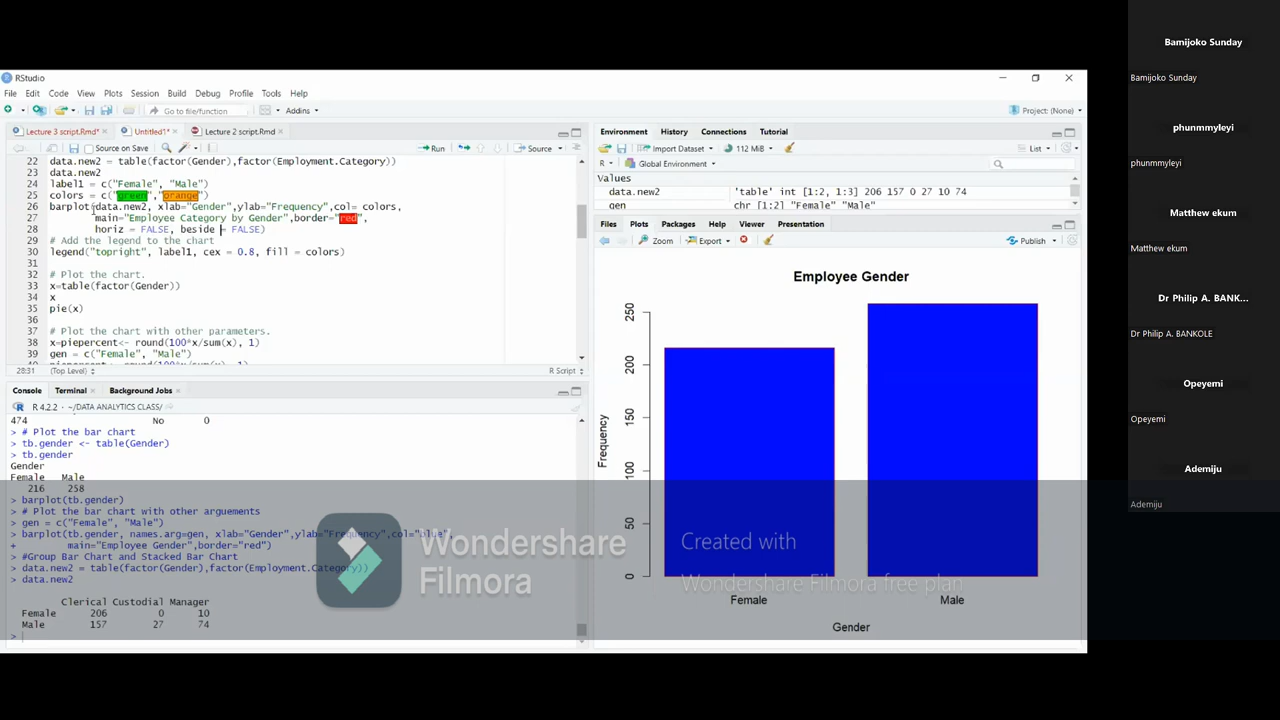 RStudio
File Edit Code View Plots Session Build Debug Profile Tools Help
Go to file/function
Addins
Project: (None)
Lecture 3 script.Rmd*
Untitled1*
Lecture 2 script.Rmd
Source on Save
Run
Source
22 data.new2 = table(factor(Gender),factor(Employment.Category))
23 data.new2
24 label1 = c("Female", "Male")
25 colors = c("green","orange")
26 barplot(data.new2, xlab="Gender",ylab="Frequency",col= colors,
27 main="Employee Category by Gender",border="red",
28 horiz = FALSE, beside = FALSE)
29 # Add the legend to the chart
30 legend("topright", label1, cex = 0.8, fill = colors)
31
32 # Plot the chart.
33 x=table(factor(Gender))
34 x
35 pie(x)
36
37 # Plot the chart with other parameters.
38 x=piepercent<- round(100*x/sum(x), 1)
39 gen = c("Female", "Male")
28:31 (Top Level) R Script
Console Terminal Background Jobs
R 4.2.2 · ~/DATA ANALYTICS CLASS/
474 No 0
> # Plot the bar chart
> tb.gender <- table(Gender)
> tb.gender
Gender
Female Male
216 258
> barplot(tb.gender)
> # Plot the bar chart with other arguements
> gen = c("Female", "Male")
> barplot(tb.gender, names.arg=gen, xlab="Gender",ylab="Frequency",col="blue",
+ main="Employee Gender",border="red")
> #Group Bar Chart and Stacked Bar Chart
> data.new2 = table(factor(Gender),factor(Employment.Category))
> data.new2
Clerical Custodial Manager
Female 206 0 10
Male 157 27 74
>
Environment History Connections Tutorial
Import Dataset
112 MiB
List
R Global Environment
Values
data.new2 'table' int [1:2, 1:3] 206 157 0 27 10 74
gen chr [1:2] "Female" "Male"
Files Plots Packages Help Viewer Presentation
Zoom Export Publish
Employee Gender
Frequency
250
200
150
100
50
0
Female Male
Gender
Wondershare
Filmora
Created with
Wondershare Filmora free plan
Bamijoko Sunday
Bamijoko Sunday
phunmmyleyi
phunmmyleyi
Matthew ekum
Matthew ekum
Dr Philip A. BANK...
Dr Philip A. BANKOLE
Opeyemi
Opeyemi
Ademiju
Ademiju